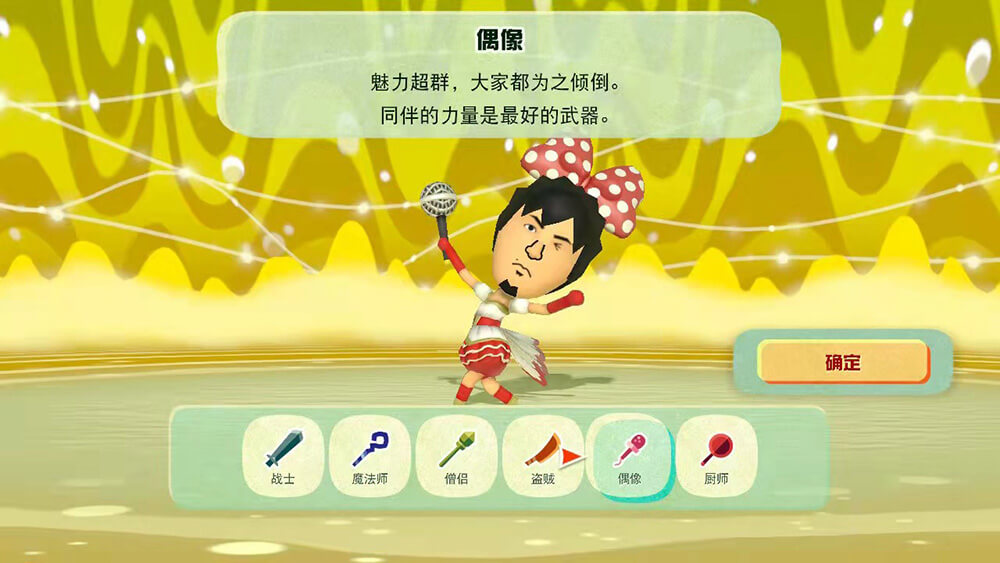 偶像
魅力超群，大家都为之倾倒。
同伴的力量是最好的武器。
确定
战士
魔法师
僧侣
盗贼
偶像
厨师